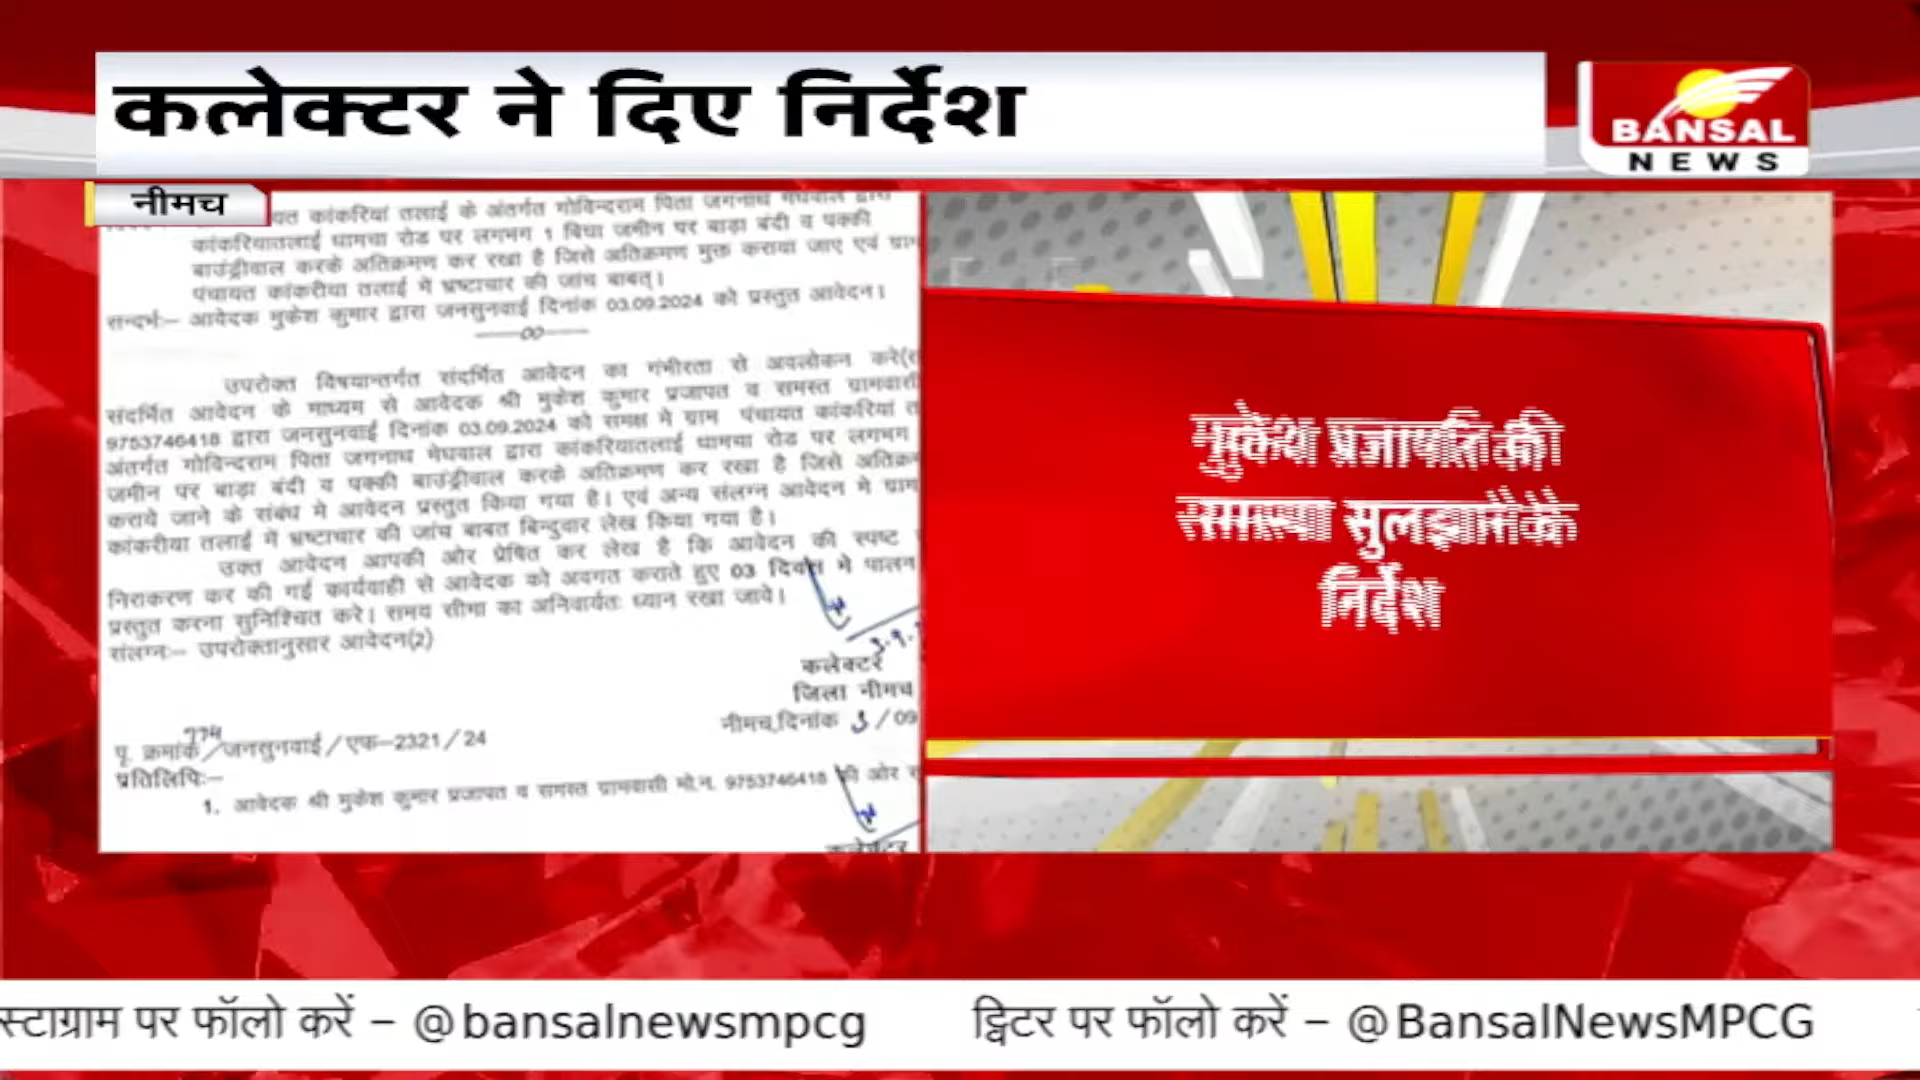 कलेक्टर ने दिए निर्देश
BANSAL
NEWS
नीमच
यत कांकरियां तलाई के अंतर्गत गोविन्दराम पिता जगनाथ मेघवाल द्वारा
कांकरियातलाई धामचा रोड पर लगभग 1 बिघा जमीन पर बाड़ा बंदी व पक्की
बाउंड्रीवाल करके अतिक्रमण कर रखा है जिसे अतिक्रमण मुक्त कराया जाए एवं ग्राम
पंचायत कांकरीया तलाई में भ्रष्टाचार की जांच बाबत्।
सन्दर्भः– आवेदक मुकेश कुमार द्वारा जनसुनवाई दिनांक 03.09.2024 को प्रस्तुत आवेदन।
——00——
उपरोक्त विषयान्तर्गत संदर्भित आवेदन का गंभीरता से अवलोकन करे
संदर्भित आवेदन के माध्यम से आवेदक श्री मुकेश कुमार प्रजापत व समस्त ग्रामवासी
9753746418 द्वारा जनसुनवाई दिनांक 03.09.2024 को समक्ष मे ग्राम पंचायत कांकरियां त
अंतर्गत गोविन्दराम पिता जगनाथ मेघवाल द्वारा कांकरियातलाई धामचा रोड पर लगभग
जमीन पर बाड़ा बंदी व पक्की बाउंड्रीवाल करके अतिक्रमण कर रखा है जिसे अतिक्रम
कराये जाने के संबंध मे आवेदन प्रस्तुत किया गया है। एवं अन्य संलग्न आवेदन मे ग्राम
कांकरीया तलाई में भ्रष्टाचार की जांच बाबत बिन्दुवार लेख किया गया है।
उक्त आवेदन आपकी ओर प्रेषित कर लेख है कि आवेदन की स्पष्ट
निराकरण कर की गई कार्यवाही से आवेदक को अवगत कराते हुए 03 दिवस मे पालन
प्रस्तुत करना सुनिश्चित करे। समय सीमा का अनिवार्यतः ध्यान रखा जावे।
संलग्नः– उपरोक्तानुसार आवेदन(2)
कलेक्टर
जिला नीमच
नीमच,दिनांक 3/09
पृ. क्रमांक 774/जनसुनवाई/एफ–2321/24
प्रतिलिपिः–
1. आवेदक श्री मुकेश कुमार प्रजापत व समस्त ग्रामवासी मो.न. 9753746418 की ओर
कलेक्टर
मुकेश प्रजापति की
समस्या सुलझाने के
निर्देश
स्टाग्राम पर फॉलो करें – @bansalnewsmpcg
ट्विटर पर फॉलो करें – @BansalNewsMPCG